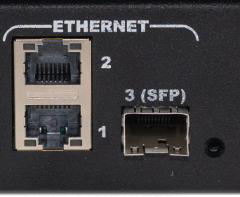 ETHERNET
2
3 (SFP)
1